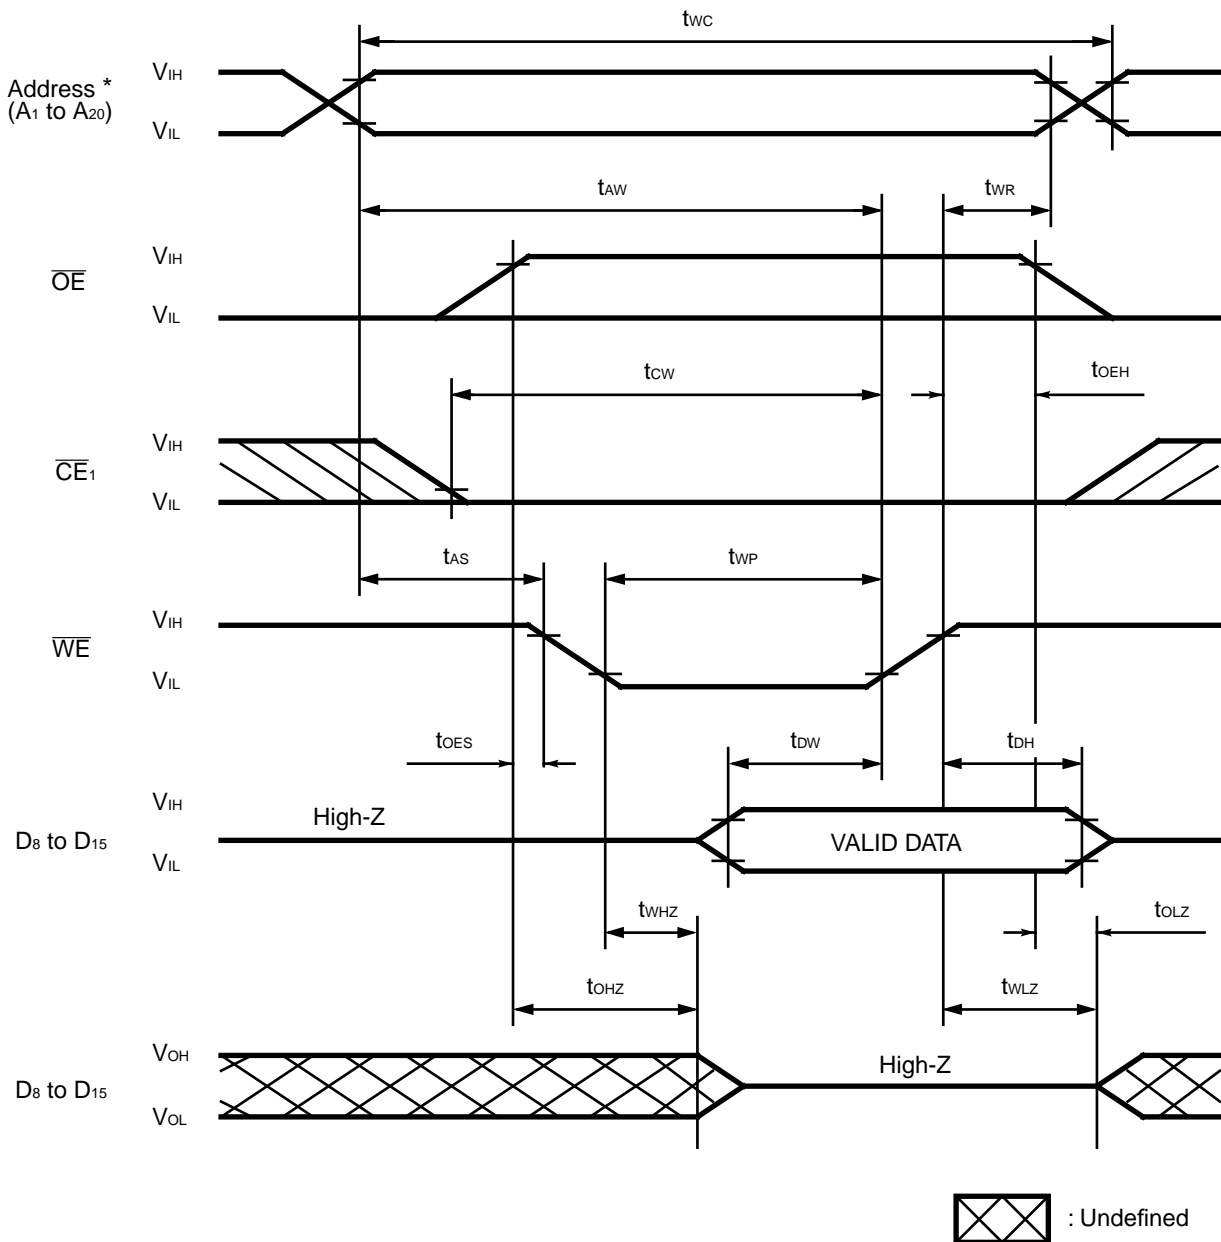 tWC
Address *
(A1 to A20)
VIH
VIL
tAW
tWR
OE
VIH
VIL
tCW
tOEH
CE1
VIH
VIL
tAS
tWP
WE
VIH
VIL
tOES
tDW
tDH
D8 to D15
VIH
VIL
High-Z
VALID DATA
tWHZ
tOLZ
tOHZ
tWLZ
D8 to D15
VOH
VOL
High-Z
: Undefined